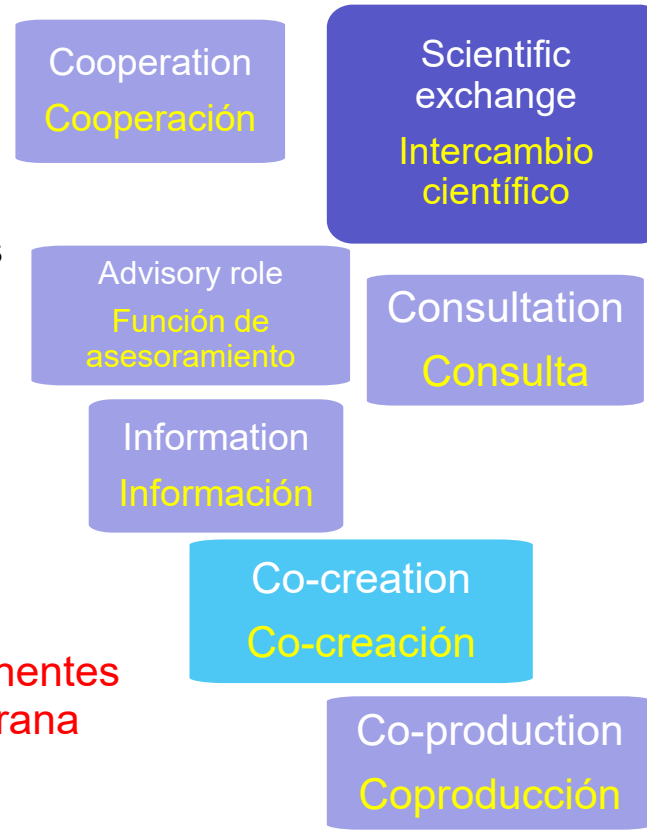 Cooperation
Cooperación
Scientific
exchange
Intercambio
científico
Advisory role
Función de
asesoramiento
Consultation
Consulta
Information
Información
Co-creation
Co-creación
Co-production
Coproducción